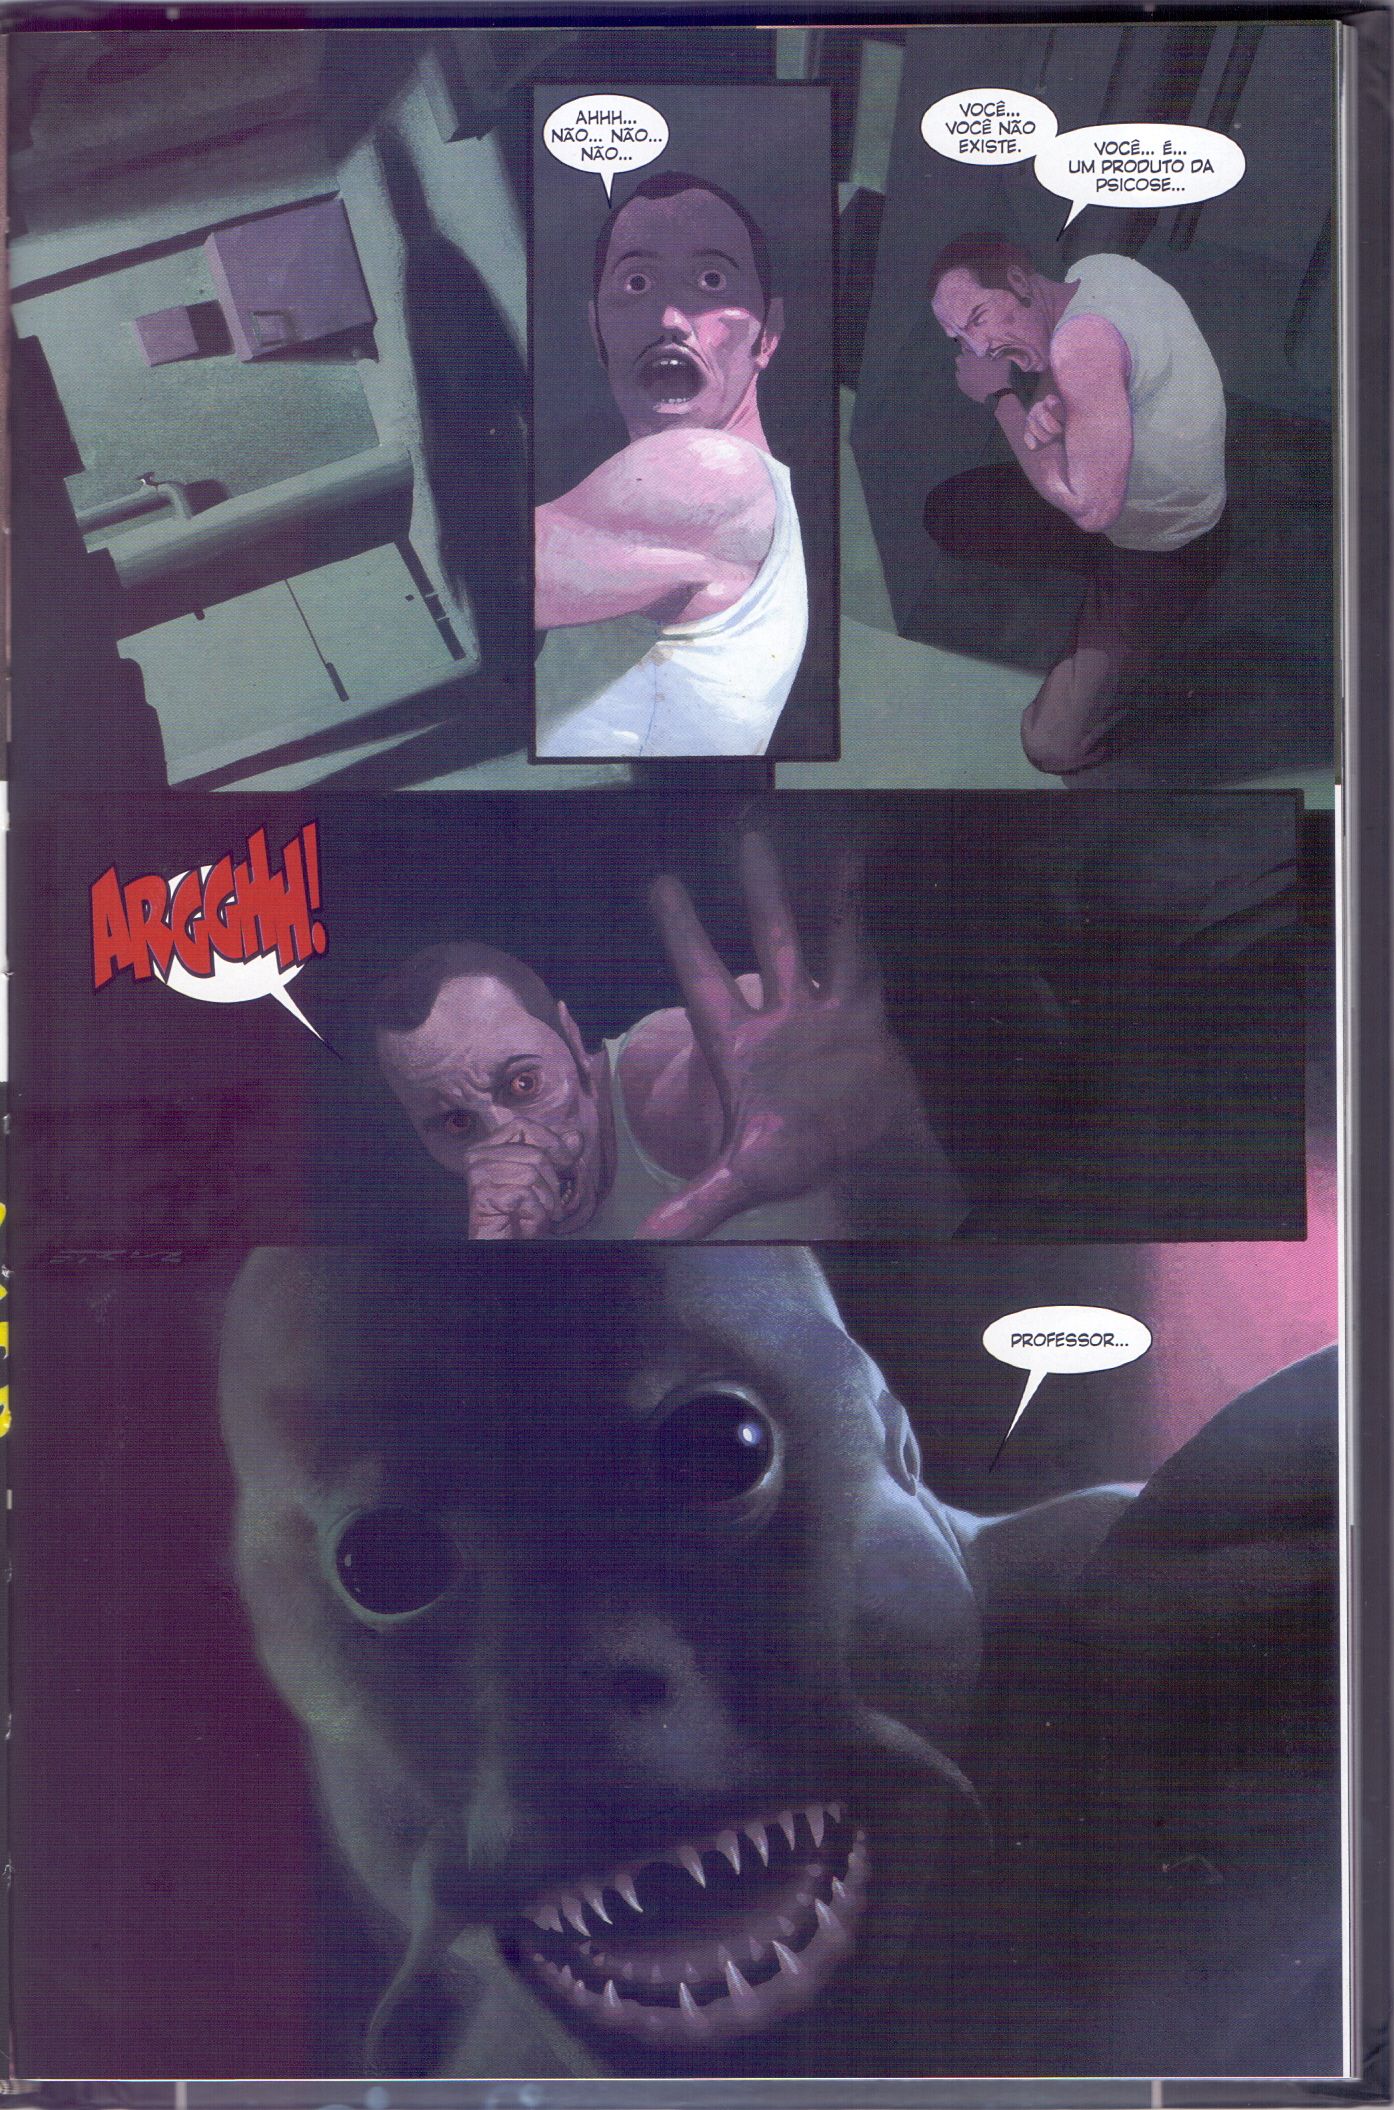 AHHH...
NÃO... NÃO...
NÃO...
VOCÊ...
VOCÊ NÃO
EXISTE.
VOCÊ... É...
UM PRODUTO DA
PSICOSE...
ARGGHH!
PROFESSOR...